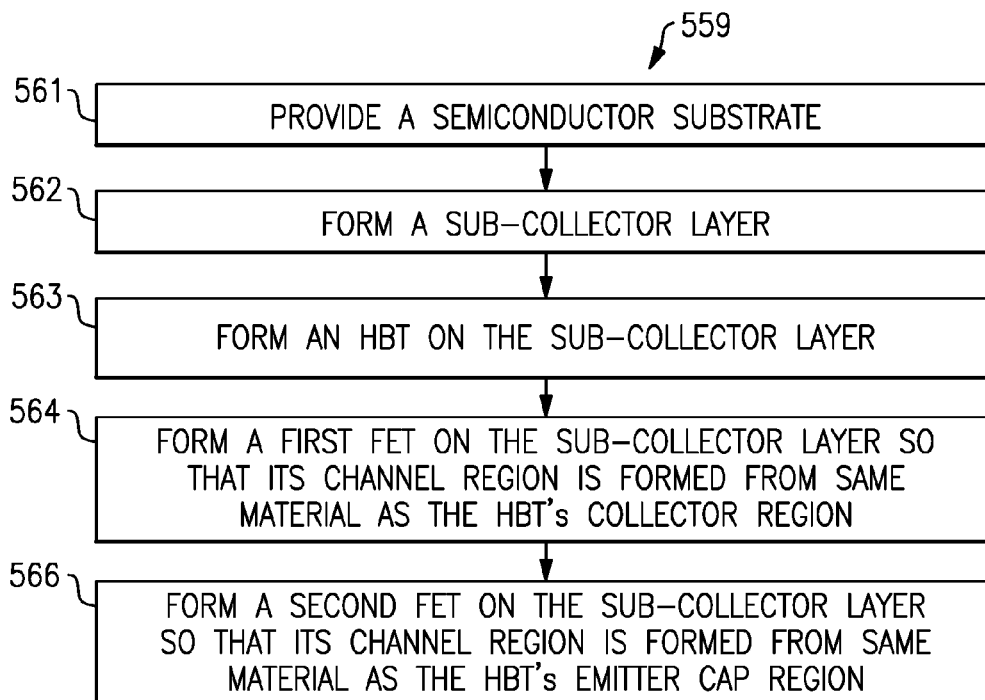 559
561
PROVIDE A SEMICONDUCTOR SUBSTRATE
562
FORM A SUB-COLLECTOR LAYER
563
FORM AN HBT ON THE SUB-COLLECTOR LAYER
564
FORM A FIRST FET ON THE SUB-COLLECTOR LAYER SO
THAT ITS CHANNEL REGION IS FORMED FROM SAME
MATERIAL AS THE HBT's COLLECTOR REGION
566
FORM A SECOND FET ON THE SUB-COLLECTOR LAYER
SO THAT ITS CHANNEL REGION IS FORMED FROM SAME
MATERIAL AS THE HBT's EMITTER CAP REGION